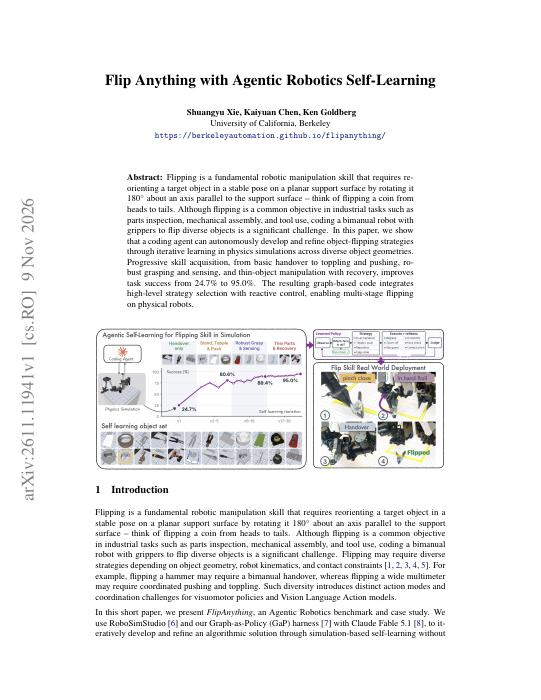 Flip Anything with Agentic Robotics Self-Learning
Shuangyu Xie, Kaiyuan Chen, Ken Goldberg
University of California, Berkeley
https://berkeleyautomation.github.io/flipanything/
Abstract: Flipping is a fundamental robotic manipulation skill that requires re-
orienting a target object in a stable pose on a planar support surface by rotating it
180° about an axis parallel to the support surface – think of flipping a coin from
heads to tails. Although flipping is a common objective in industrial tasks such as
parts inspection, mechanical assembly, and tool use, coding a bimanual robot with
grippers to flip diverse objects is a significant challenge. In this paper, we show
that a coding agent can autonomously develop and refine object-flipping strategies
through iterative learning in physics simulations across diverse object geometries.
Progressive skill acquisition, from basic handover to toppling and pushing, ro-
bust grasping and sensing, and thin-object manipulation with recovery, improves
task success from 24.7% to 95.0%. The resulting graph-based code integrates
high-level strategy selection with reactive control, enabling multi-stage flipping
on physical robots.
arXiv:2611.11941v1 [cs.RO] 9 Nov 2026
Agentic Self-Learning for Flipping Skill in Simulation
Coding Agent
Physics Simulation
Handover only
Stand, Topple & Push
Robust Grasp & Sensing
Thin Parts & Recovery
Success (%)
24.7%
80.6%
89.4%
95.0%
Self learning iteration
Self learning object set
Learned Policy
Strategy
Flip Skill Real World Deployment
pinch close
in hand Roll
Handover
Flipped
1
2
3
4
1 Introduction
Flipping is a fundamental robotic manipulation skill that requires reorienting a target object in a
stable pose on a planar support surface by rotating it 180° about an axis parallel to the support
surface – think of flipping a coin from heads to tails. Although flipping is a common objective
in industrial tasks such as parts inspection, mechanical assembly, and tool use, coding a bimanual
robot with grippers to flip diverse objects is a significant challenge. Flipping may require diverse
strategies depending on object geometry, robot kinematics, and contact constraints [1, 2, 3, 4, 5]. For
example, flipping a hammer may require a bimanual handover, whereas flipping a wide multimeter
may require coordinated pushing and toppling. Such diversity introduces distinct action modes and
coordination challenges for visuomotor policies and Vision Language Action models.
In this short paper, we present FlipAnything, an Agentic Robotics benchmark and case study. We
use RoboSimStudio [6] and our Graph-as-Policy (GaP) harness [7] with Claude Fable 5.1 [8], to it-
eratively develop and refine an algorithmic solution through simulation-based self-learning without